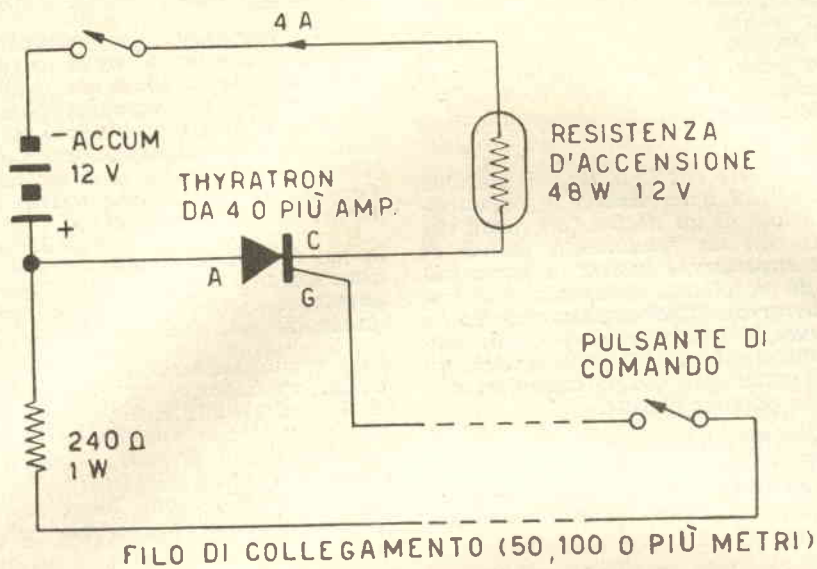 4 A
− ACCUM
12 V
+
THYRATRON
DA 4 O PIÙ AMP.
A
C
G
RESISTENZA
D'ACCENSIONE
48 W 12 V
PULSANTE DI
COMANDO
240 Ω
1 W
FILO DI COLLEGAMENTO (50,100 O PIÙ METRI)